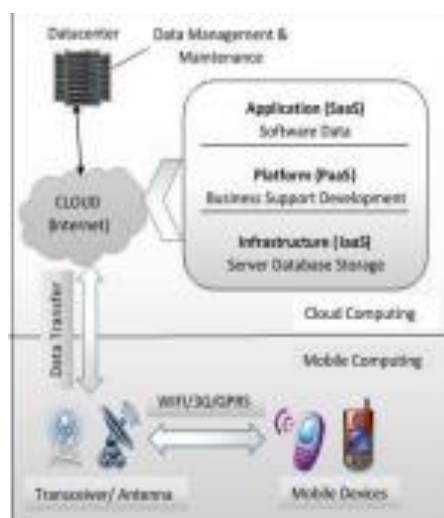 Datacenter
Data Management &
Maintenance
Application (SaaS)
Software Data
Platform (PaaS)
Business Support Development
Infrastructure (IaaS)
Server Database Storage
CLOUD
(Internet)
Cloud Computing
Data Transfer
Mobile Computing
WIFI/3G/GPRS
Transceiver/ Antenna
Mobile Devices